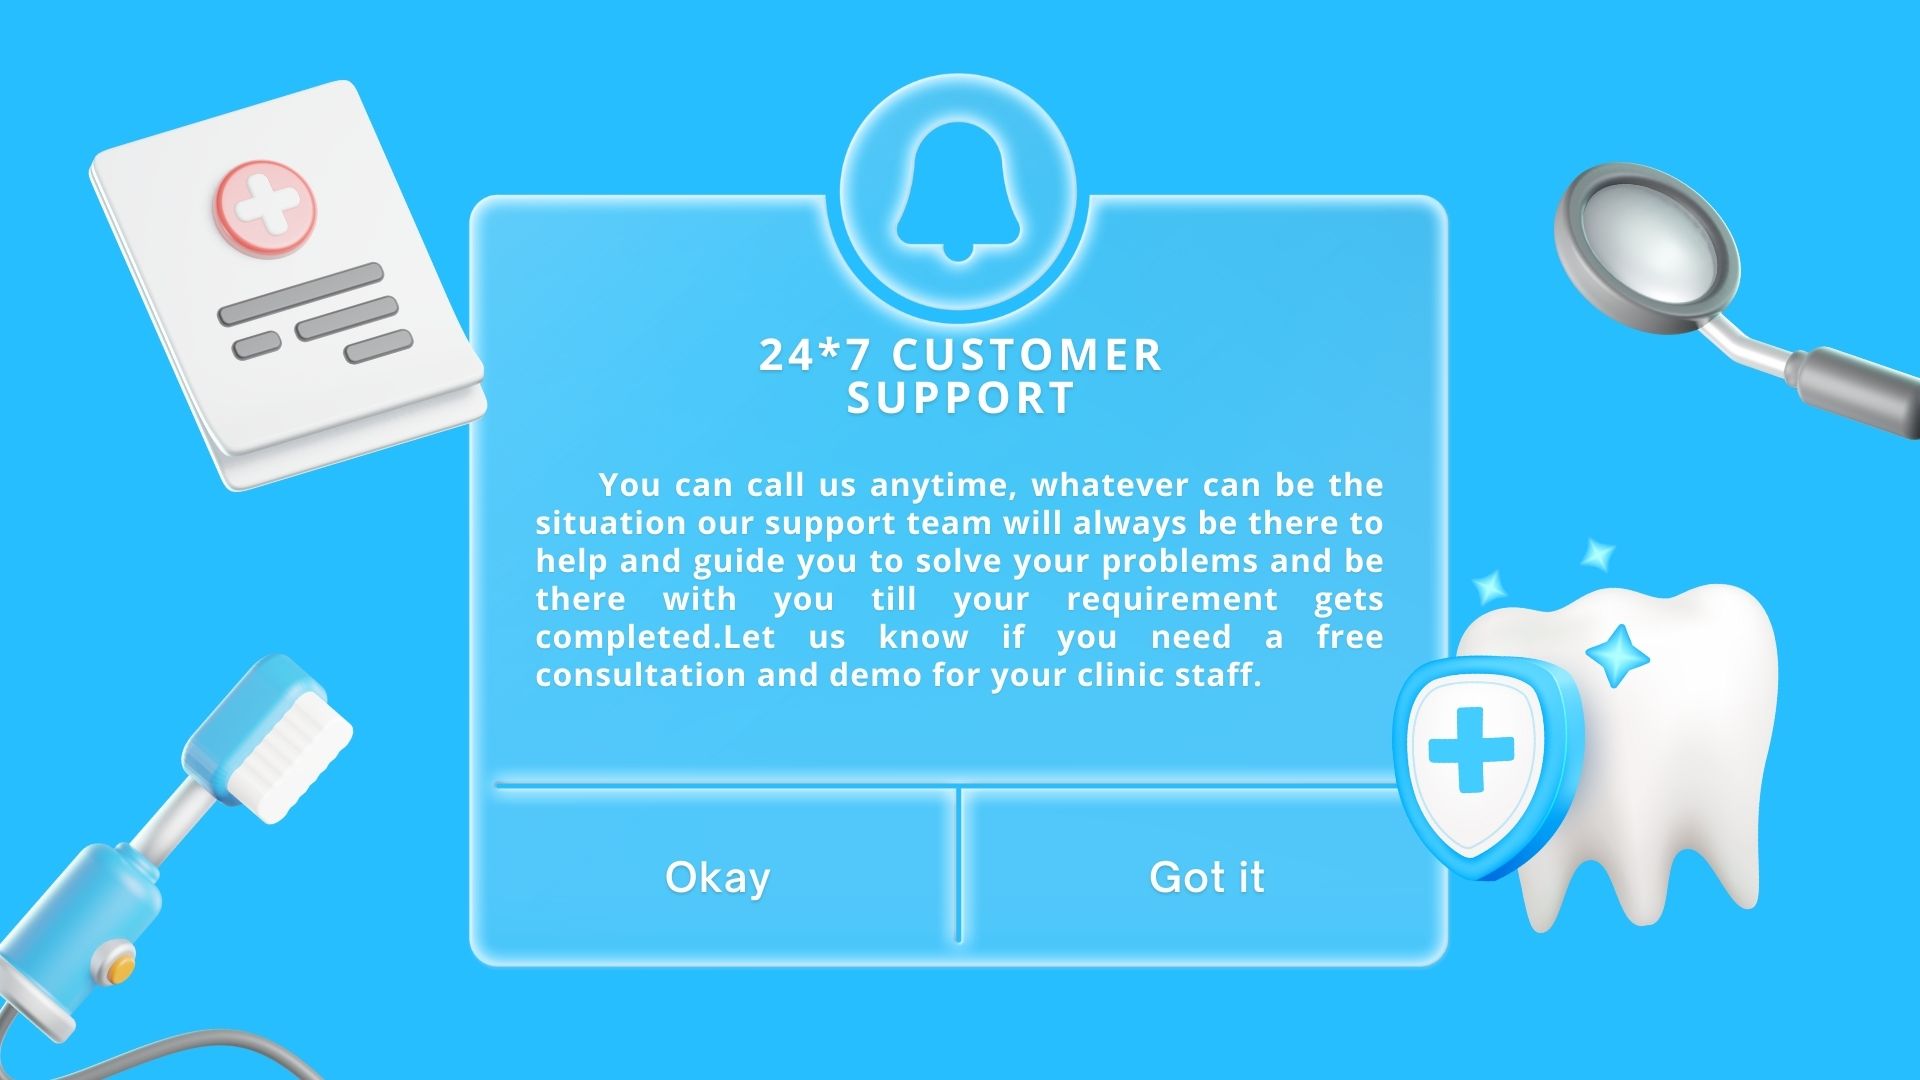 24*7 CUSTOMER
SUPPORT
You can call us anytime, whatever can be the
situation our support team will always be there to
help and guide you to solve your problems and be
there with you till your requirement gets
completed.Let us know if you need a free
consultation and demo for your clinic staff.
Okay
Got it